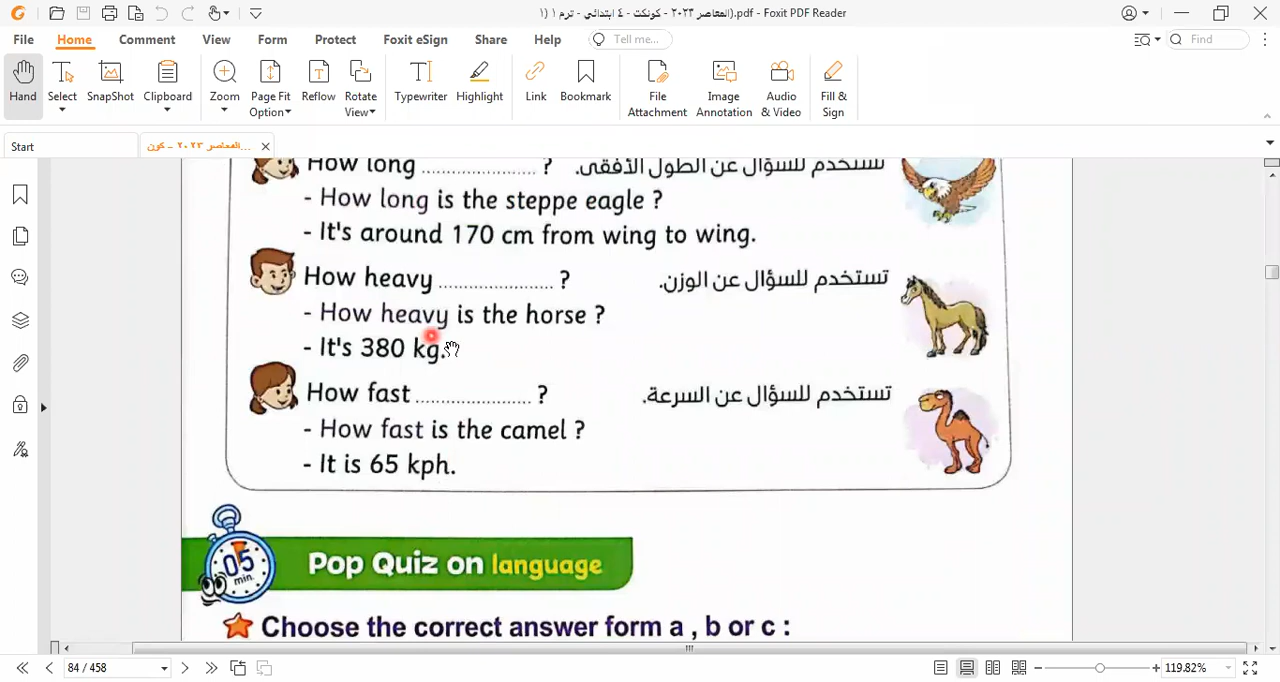 المعاصر ٢٠٢٣ - كونكت - ٤ ابتدائي - ترم ١ (١).pdf - Foxit PDF Reader
File Home Comment View Form Protect Foxit eSign Share Help Tell me... Find
Hand Select SnapShot Clipboard Zoom Page Fit Option Reflow Rotate View Typewriter Highlight Link Bookmark File Attachment Image Annotation Audio & Video Fill & Sign
Start المعاصر ٢٠٢٣ - كون...
How long ..................... ? تستخدم للسؤال عن الطول الأفقى.
- How long is the steppe eagle ?
- It's around 170 cm from wing to wing.
How heavy ..................... ? تستخدم للسؤال عن الوزن.
- How heavy is the horse ?
- It's 380 kg.
How fast ..................... ? تستخدم للسؤال عن السرعة.
- How fast is the camel ?
- It is 65 kph.
05 min.
Pop Quiz on language
Choose the correct answer form a , b or c :
84 / 458 119.82%